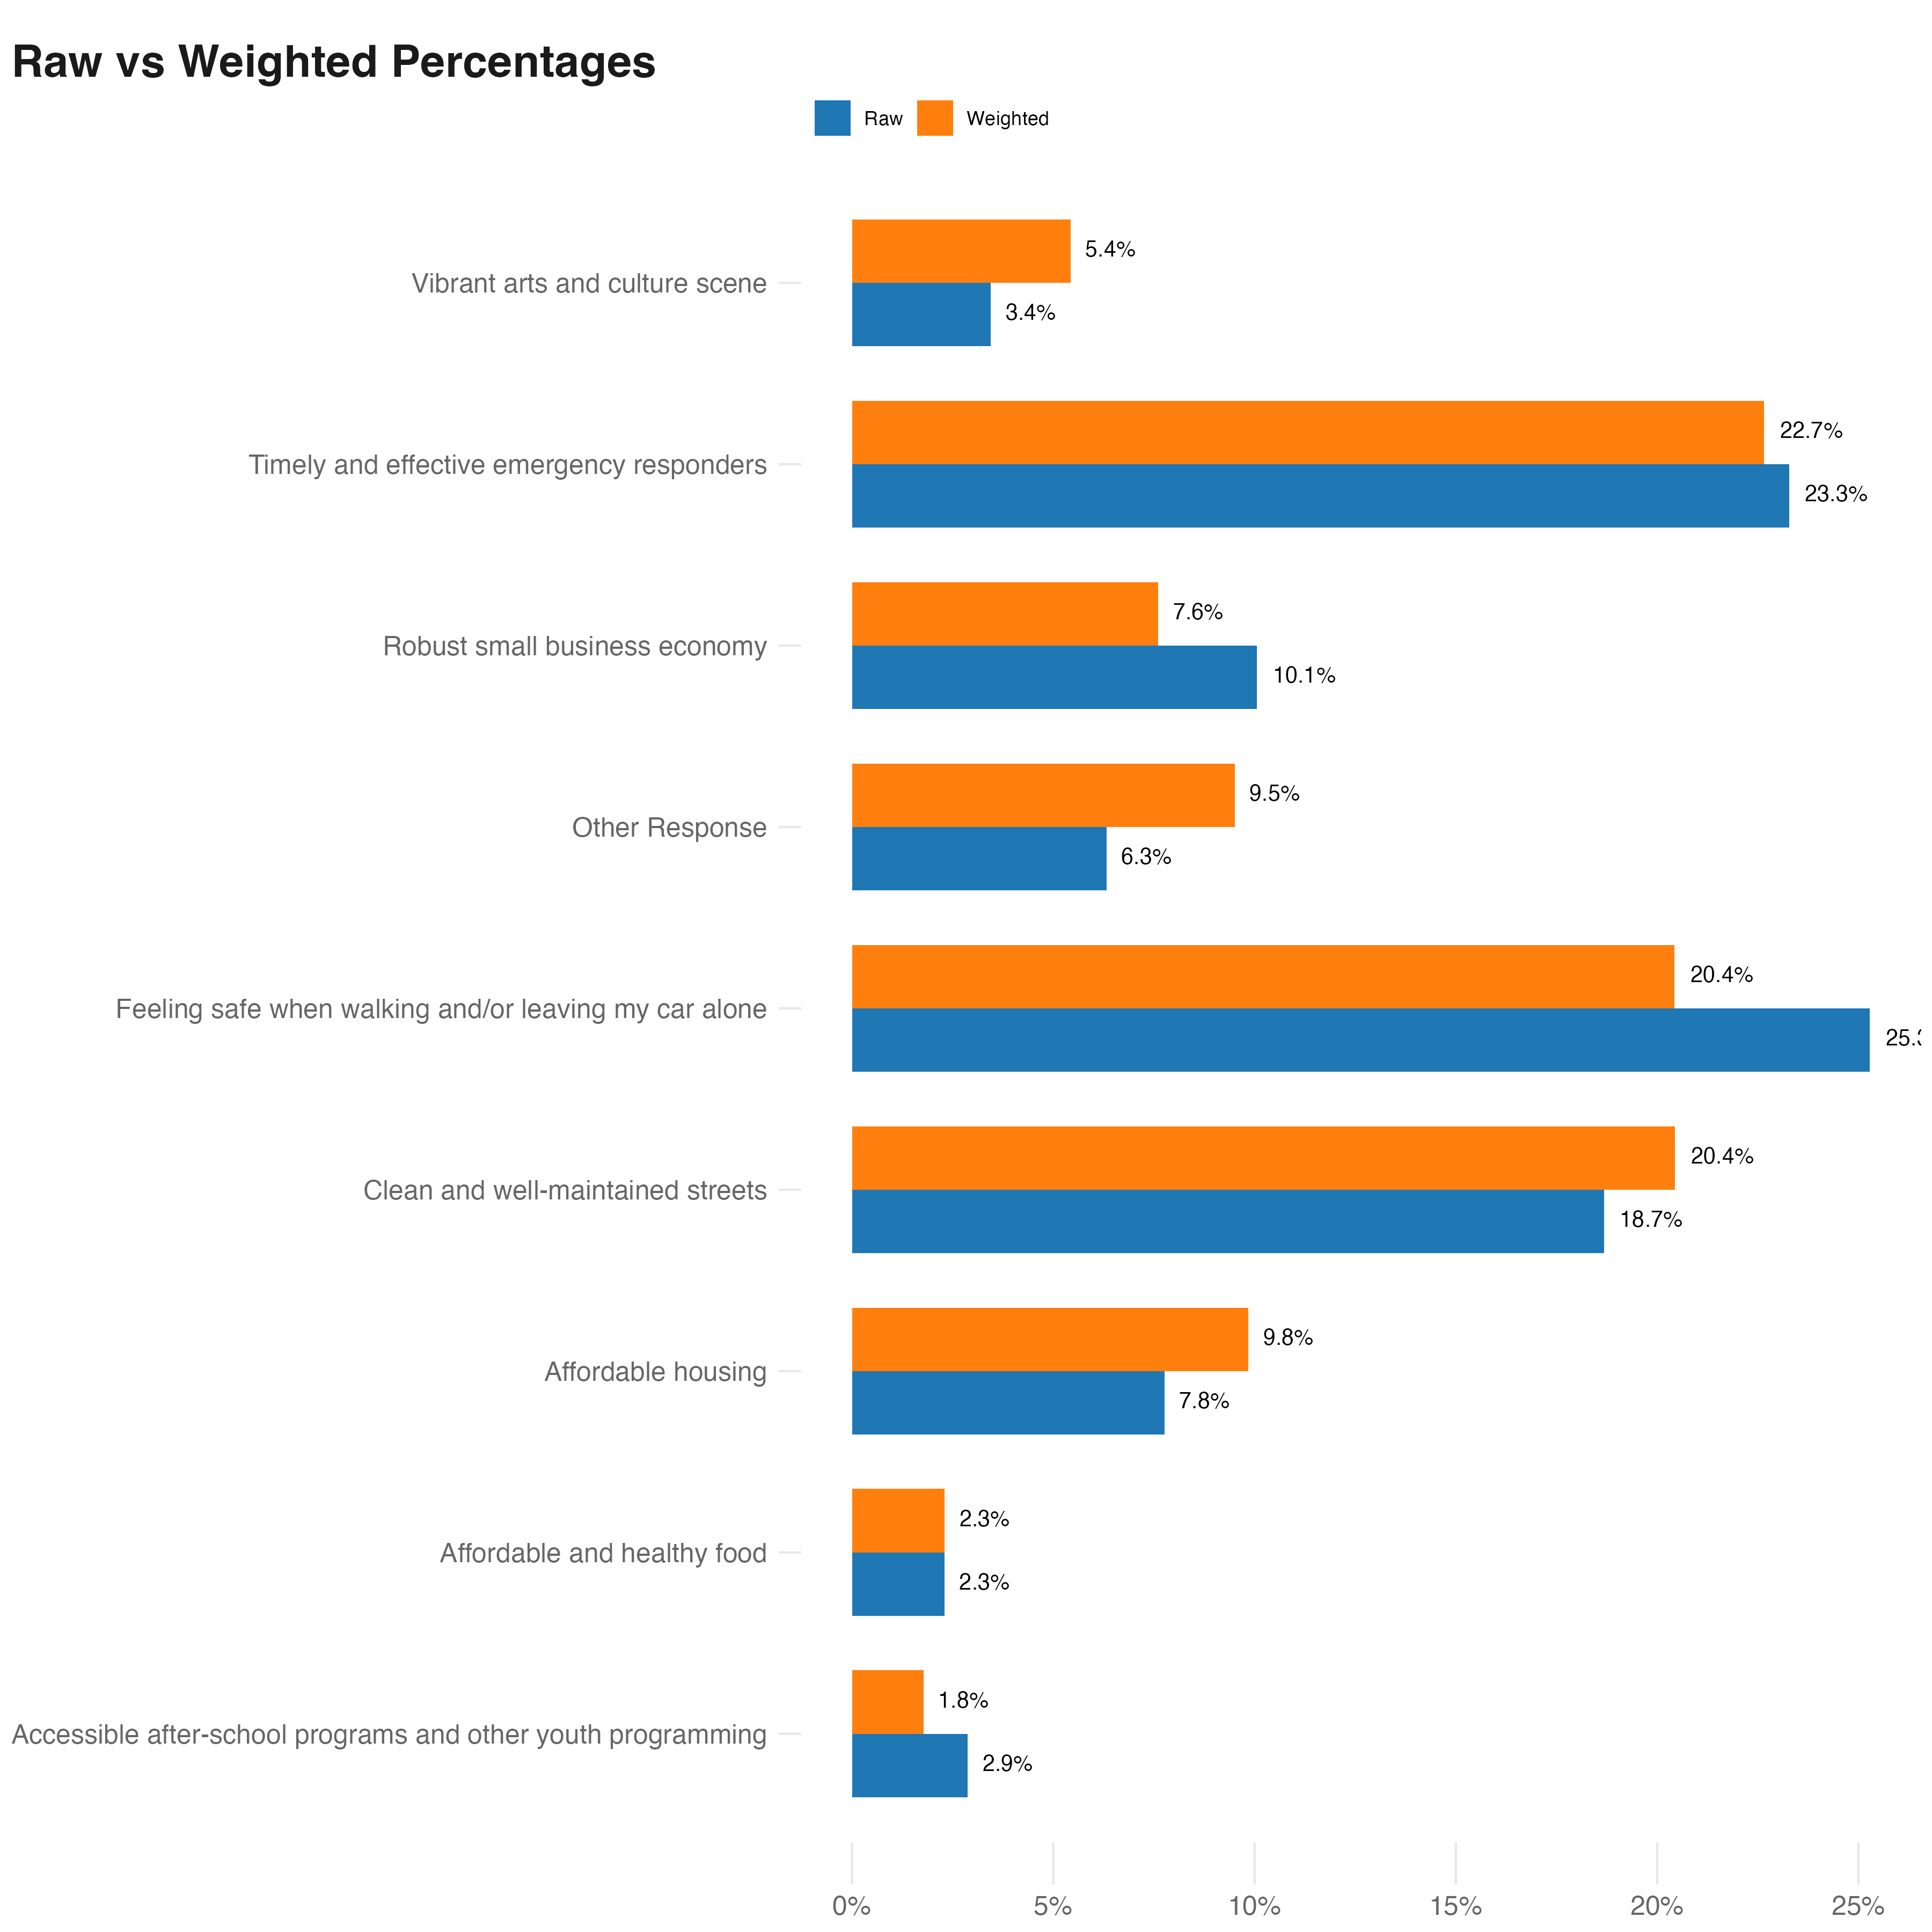 Raw vs Weighted Percentages
Raw Weighted
Vibrant arts and culture scene
5.4%
3.4%
Timely and effective emergency responders
22.7%
23.3%
Robust small business economy
7.6%
10.1%
Other Response
9.5%
6.3%
Feeling safe when walking and/or leaving my car alone
20.4%
Clean and well-maintained streets
20.4%
18.7%
Affordable housing
9.8%
7.8%
Affordable and healthy food
2.3%
2.3%
Accessible after-school programs and other youth programming
1.8%
2.9%
0% 5% 10% 15% 20% 25%